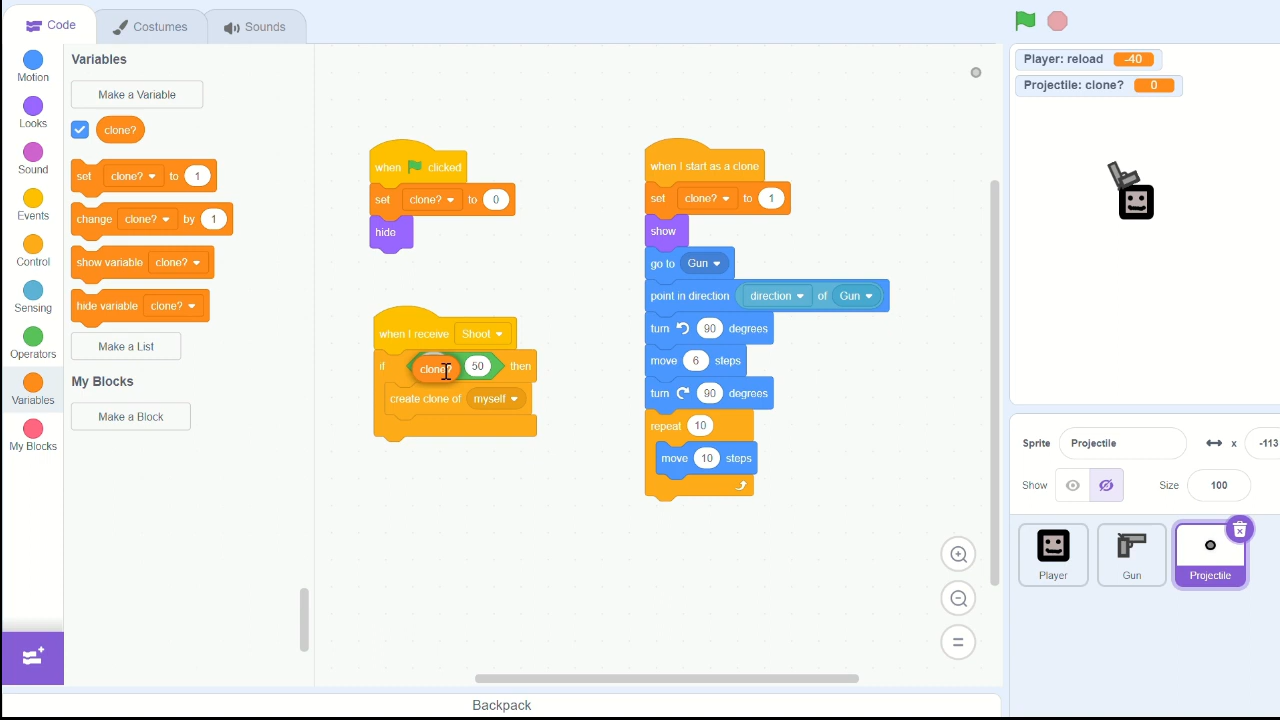 Code
Costumes
Sounds
Motion
Looks
Sound
Events
Control
Sensing
Operators
Variables
My Blocks
Variables
Make a Variable
clone?
set clone? to 1
change clone? by 1
show variable clone?
hide variable clone?
Make a List
My Blocks
Make a Block
when clicked
set clone? to 0
hide
when I receive Shoot
if clone? 50 then
create clone of myself
when I start as a clone
set clone? to 1
show
go to Gun
point in direction direction of Gun
turn 90 degrees
move 6 steps
turn 90 degrees
repeat 10
move 10 steps
Backpack
Player: reload -40
Projectile: clone? 0
Sprite Projectile x -113
Show Size 100
Player
Gun
Projectile